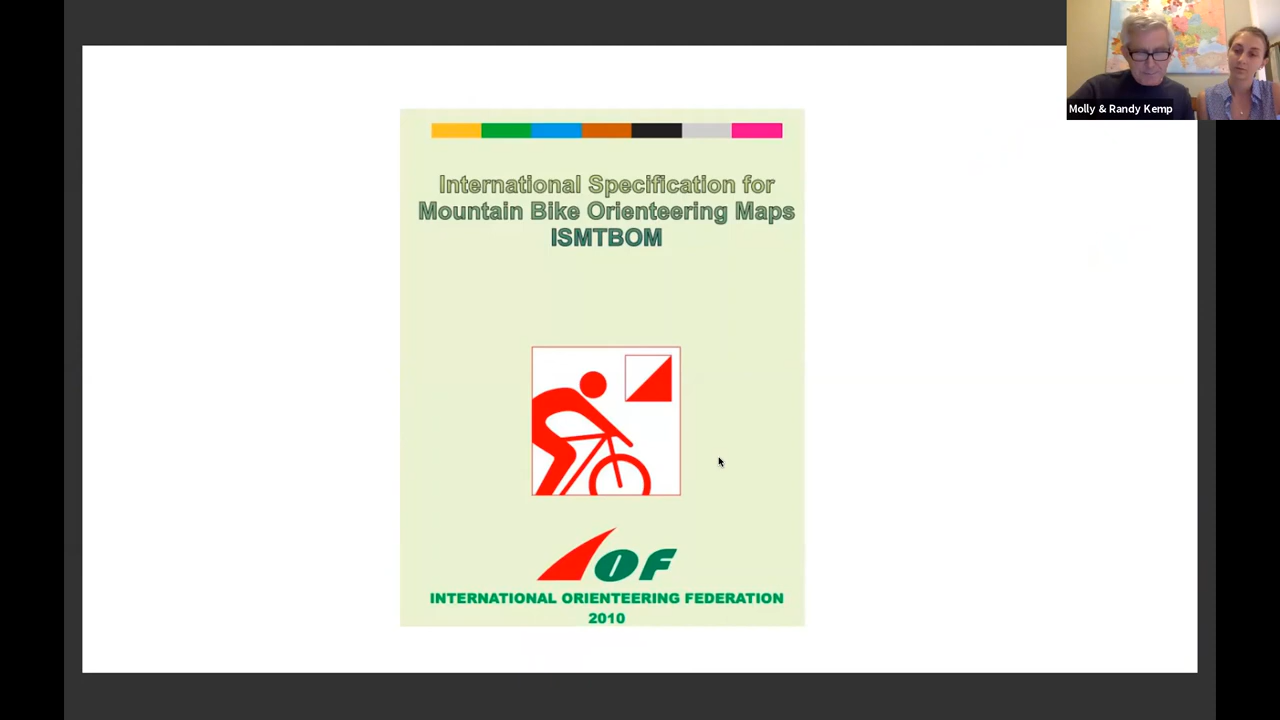 Molly & Randy Kemp
International Specification for
Mountain Bike Orienteering Maps
ISMTBOM
IOF
INTERNATIONAL ORIENTEERING FEDERATION
2010